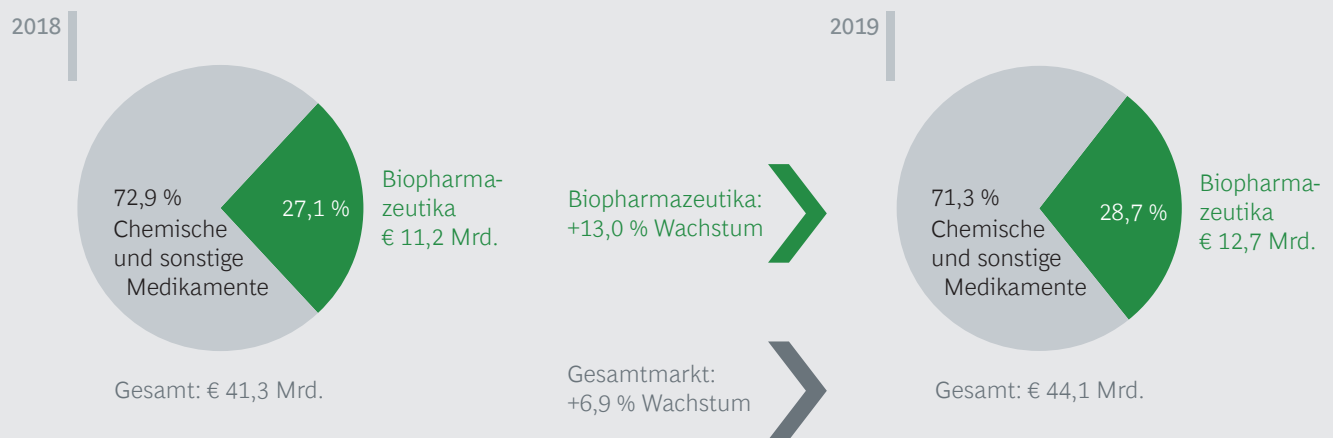 2018
72,9 %
Chemische
und sonstige
Medikamente
27,1 %
Biopharma-
zeutika
€ 11,2 Mrd.
Gesamt: € 41,3 Mrd.
Biopharmazeutika:
+13,0 % Wachstum
Gesamtmarkt:
+6,9 % Wachstum
2019
71,3 %
Chemische
und sonstige
Medikamente
28,7 %
Biopharma-
zeutika
€ 12,7 Mrd.
Gesamt: € 44,1 Mrd.